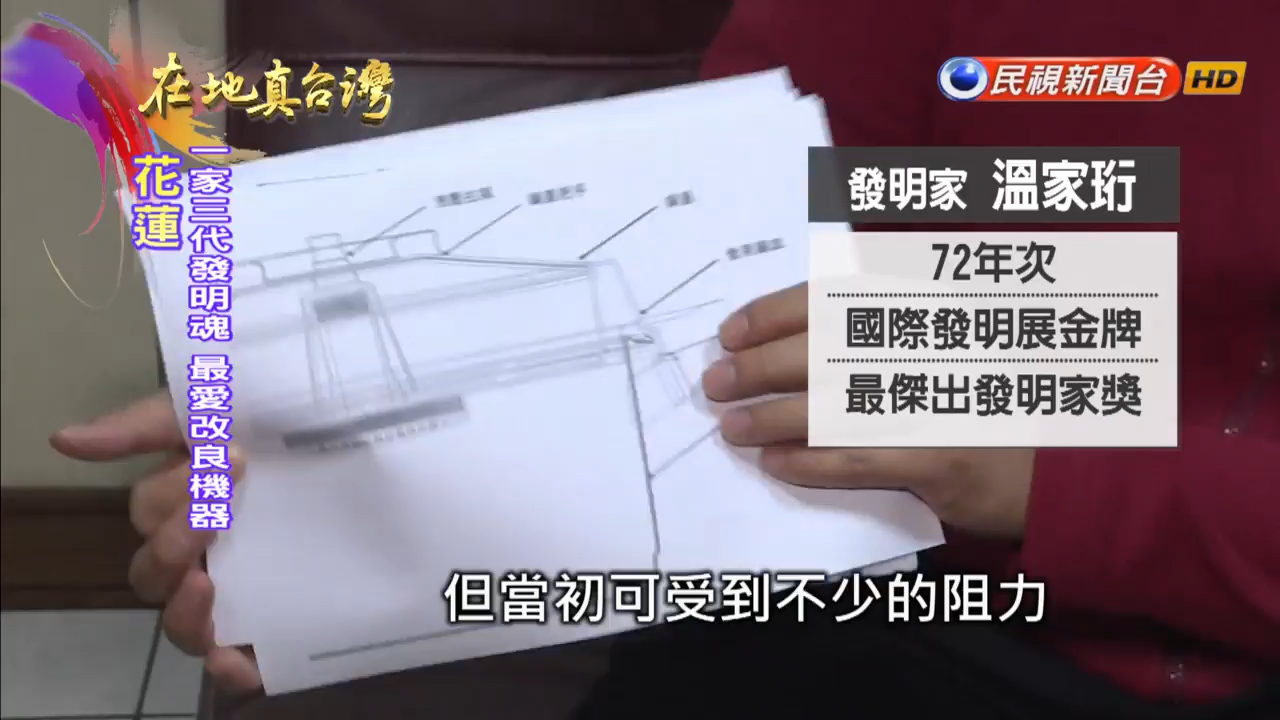 在地真台灣
民視新聞台 HD
花蓮
一家三代發明魂 最愛改良機器
發明家 溫家珩
72年次
國際發明展金牌
最傑出發明家獎
但當初可受到不少的阻力